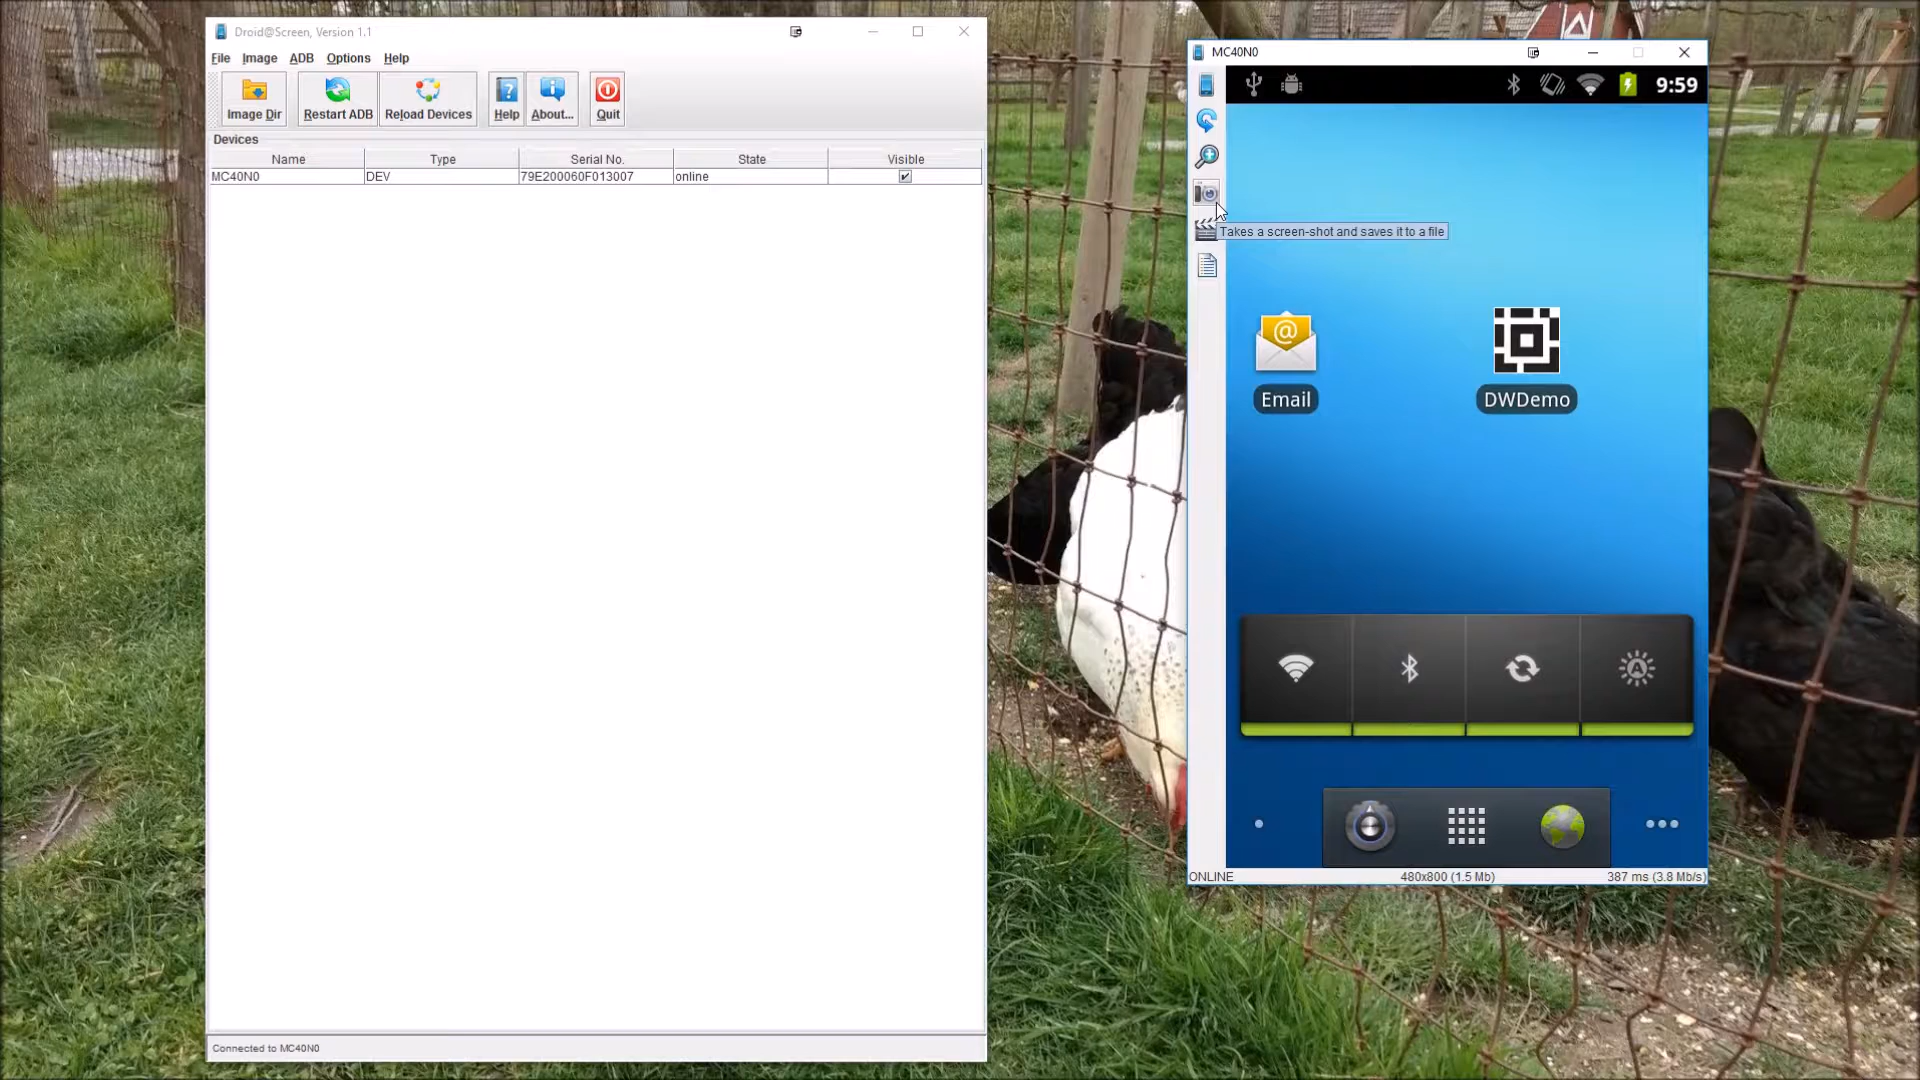 Droid@Screen, Version 1.1
File Image ADB Options Help
Image Dir Restart ADB Reload Devices Help About... Quit
Devices
Name Type Serial No. State Visible
MC40N0 DEV 79E200060F013007 online
Connected to MC40N0
MC40N0
9:59
Takes a screen-shot and saves it to a file
@
Email DWDemo
A
ONLINE 480x800 (1.5 Mb) 387 ms (3.8 Mb/s)